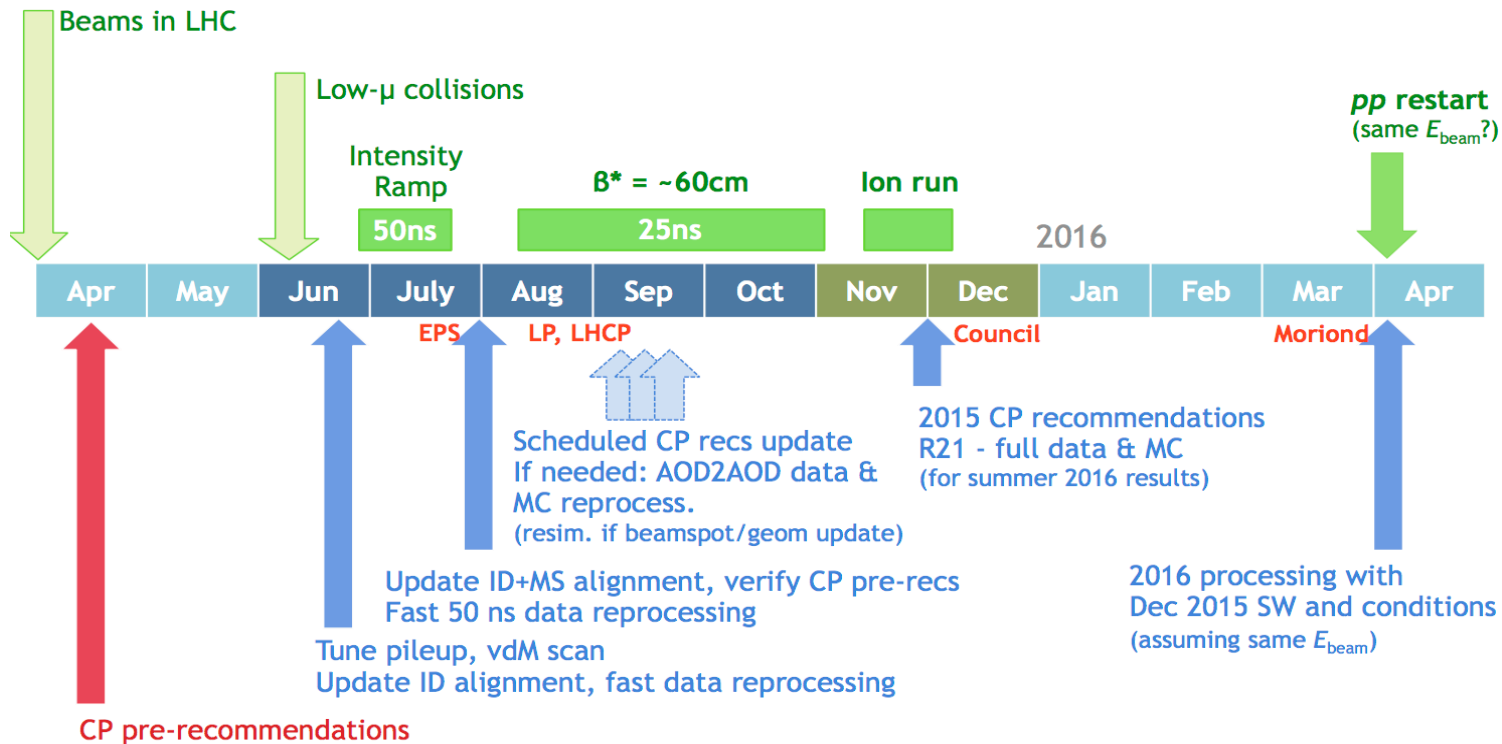 Beams in LHC
Low-µ collisions
pp restart
(same Ebeam?)
Intensity
Ramp
ß* = ~60cm
Ion run
50ns
25ns
2016
Apr May Jun July Aug Sep Oct Nov Dec Jan Feb Mar Apr
EPS LP, LHCP Council Moriond
2015 CP recommendations
R21 - full data & MC
(for summer 2016 results)
Scheduled CP recs update
If needed: AOD2AOD data &
MC reprocess.
(resim. if beamspot/geom update)
Update ID+MS alignment, verify CP pre-recs
Fast 50 ns data reprocessing
2016 processing with
Dec 2015 SW and conditions
(assuming same Ebeam)
Tune pileup, vdM scan
Update ID alignment, fast data reprocessing
CP pre-recommendations